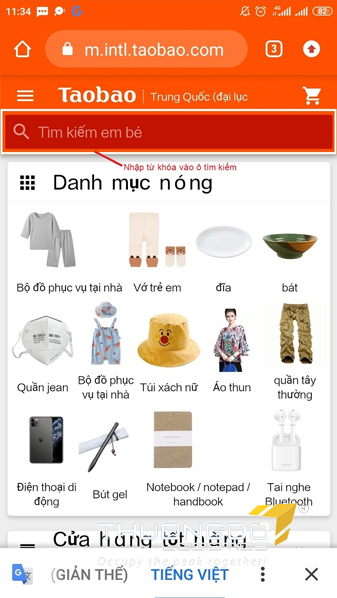 11:34
82
m.intl.taobao.com
3
Taobao | Trung Quốc (đại lục
Tìm kiếm em bé
Nhập từ khóa vào ô tìm kiếm
Danh mục nóng
Bộ đồ phục vụ tại nhà
Vớ trẻ em
đĩa
bát
Quần jean
Bộ đồ phục
vụ tại nhà
Túi xách nữ
Áo thun
quần tây
thường
Điện thoại di
động
Bút gel
Notebook / notepad /
handbook
Tai nghe
Bluetooth
Cửa hàng tốt hàng
Occupy the peak together!
(GIẢN THỂ)
TIẾNG VIỆT